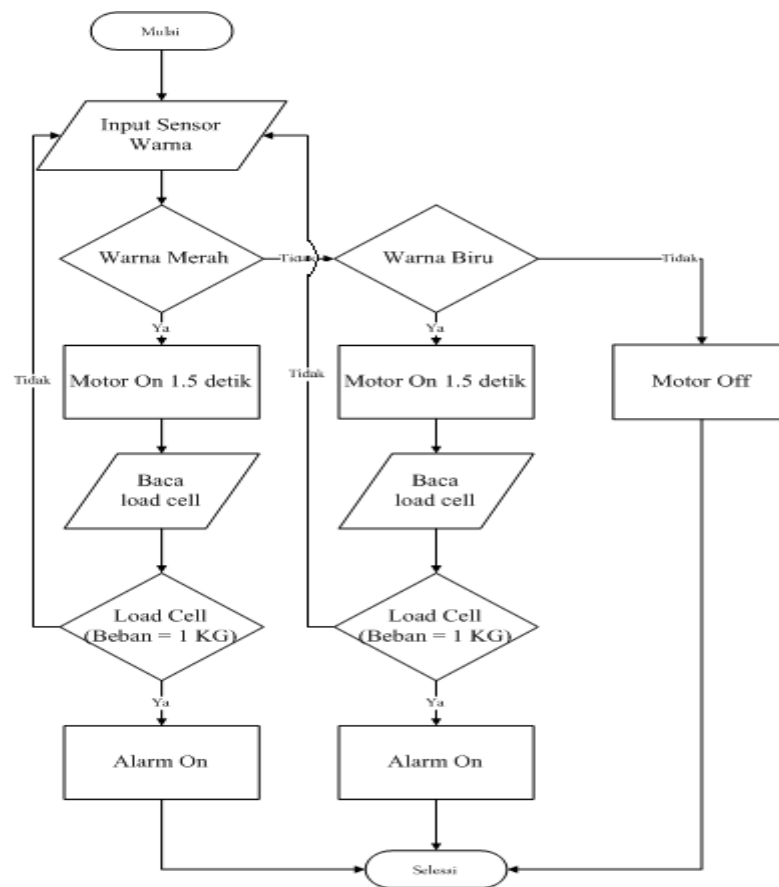 Mulai
Input Sensor
Warna
Warna Merah
Tidak
Warna Biru
Tidak
Ya
Ya
Motor On 1.5 detik
Motor On 1.5 detik
Motor Off
Tidak
Tidak
Baca
load cell
Baca
load cell
Load Cell
(Beban = 1 KG)
Load Cell
(Beban = 1 KG)
Ya
Ya
Alarm On
Alarm On
Selesai